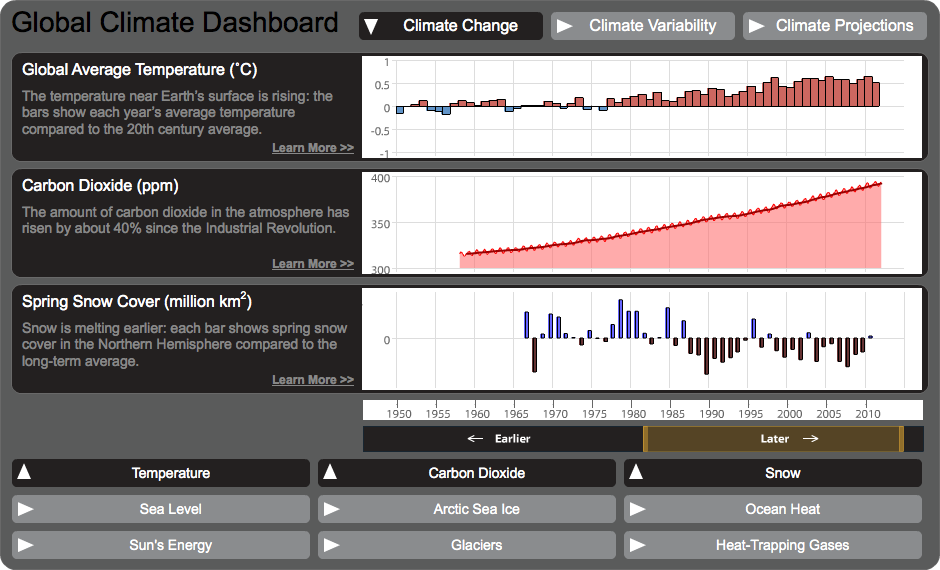 Global Climate Dashboard
Climate Change
Climate Variability
Climate Projections
Global Average Temperature (˚C)
The temperature near Earth's surface is rising: the
bars show each year's average temperature
compared to the 20th century average.
Learn More >>
1
0.5
0
-0.5
-1
Carbon Dioxide (ppm)
The amount of carbon dioxide in the atmosphere has
risen by about 40% since the Industrial Revolution.
Learn More >>
400
350
300
Spring Snow Cover (million km²)
Snow is melting earlier: each bar shows spring snow
cover in the Northern Hemisphere compared to the
long-term average.
Learn More >>
0
1950 1955 1960 1965 1970 1975 1980 1985 1990 1995 2000 2005 2010
← Earlier
Later →
Temperature
Carbon Dioxide
Snow
Sea Level
Arctic Sea Ice
Ocean Heat
Sun's Energy
Glaciers
Heat-Trapping Gases